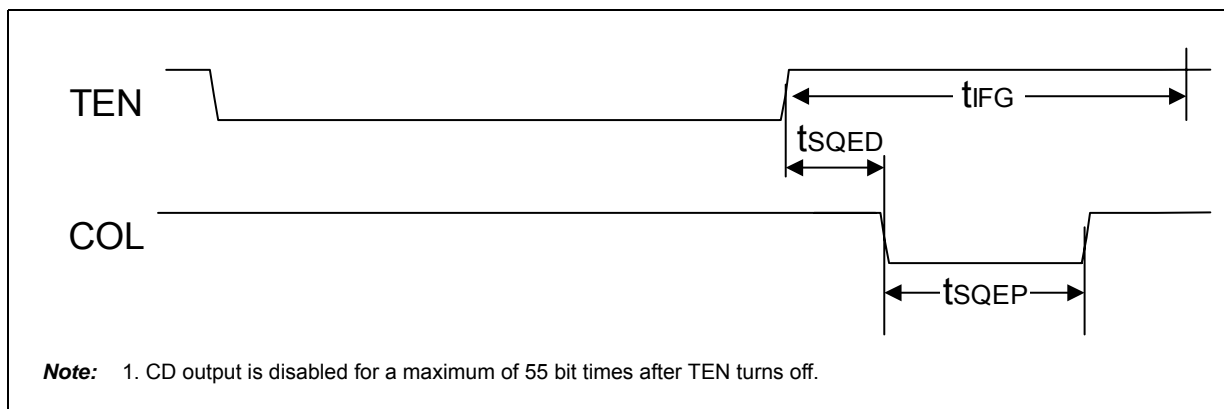 TEN
tIFG
tSQED
COL
tSQEP
Note: 1. CD output is disabled for a maximum of 55 bit times after TEN turns off.